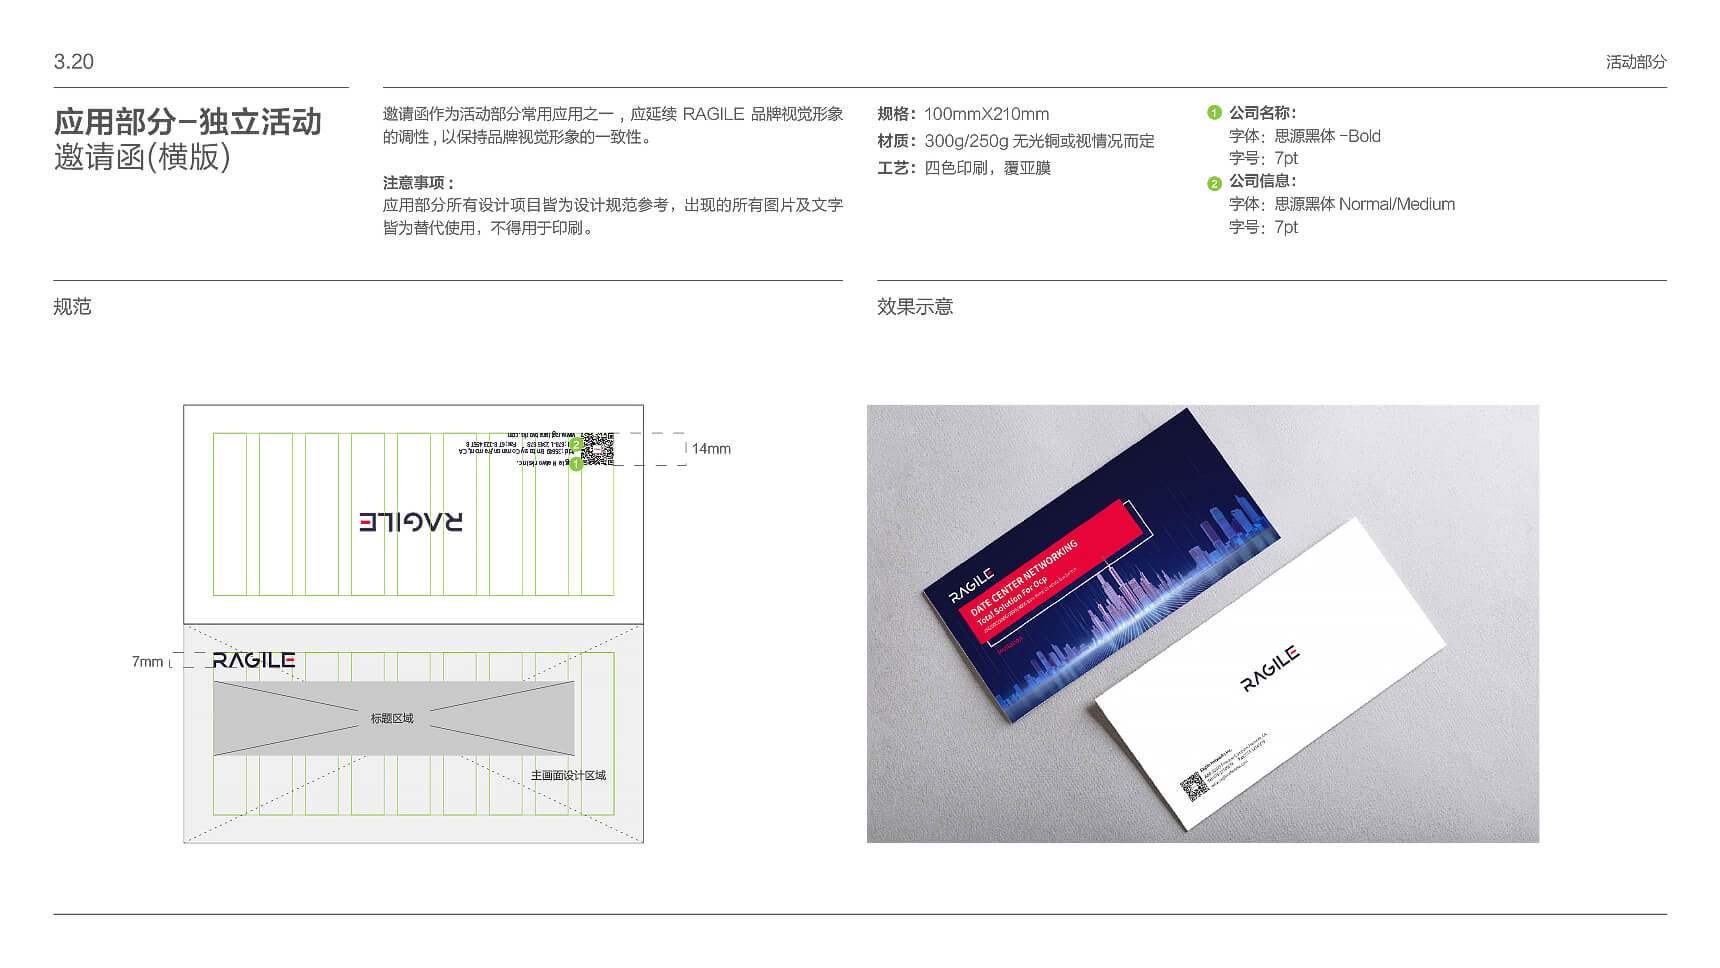 3.20
活动部分
应用部分-独立活动
邀请函(横版)
邀请函作为活动部分常用应用之一，应延续 RAGILE 品牌视觉形象
的调性，以保持品牌视觉形象的一致性。
注意事项：
应用部分所有设计项目皆为设计规范参考，出现的所有图片及文字
皆为替代使用，不得用于印刷。
规格：100mmX210mm
材质：300g/250g 无光铜或视情况而定
工艺：四色印刷，覆亚膜
1 公司名称：
字体：思源黑体 -Bold
字号：7pt
2 公司信息：
字体：思源黑体 Normal/Medium
字号：7pt
规范
效果示意
2
1
14mm
RAGILE
7mm
RAGILE
标题区域
主画面设计区域
RAGILE
DATE CENTER NETWORKING
Total Solution For Ocp
Invitation
RAGILE